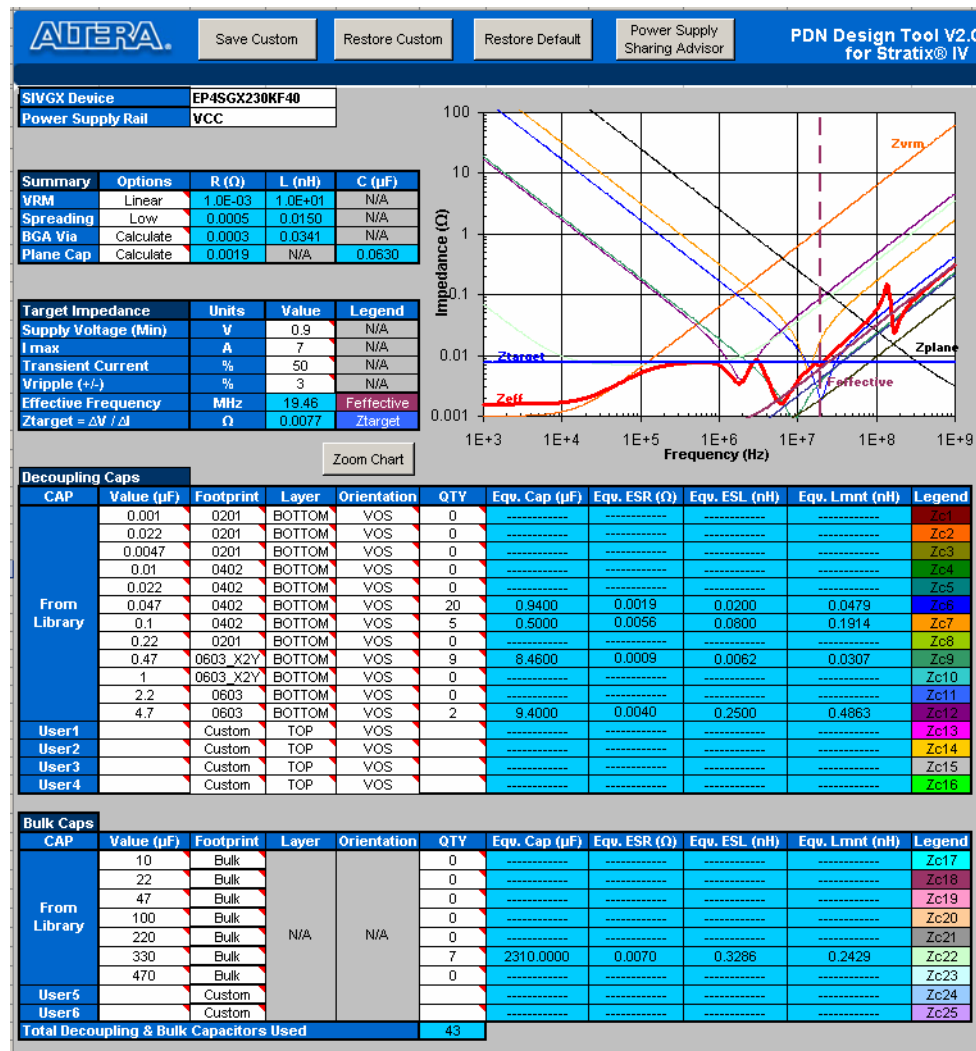 ALTERA.
Save Custom
Restore Custom
Restore Default
Power Supply
Sharing Advisor
PDN Design Tool V2.0
for Stratix® IV
SIVGX Device EP4SGX230KF40
Power Supply Rail VCC
Summary Options R (Ω) L (nH) C (µF)
VRM Linear 1.0E-03 1.0E+01 N/A
Spreading Low 0.0005 0.0150 N/A
BGA Via Calculate 0.0003 0.0341 N/A
Plane Cap Calculate 0.0019 N/A 0.0630
Target Impedance Units Value Legend
Supply Voltage (Min) V 0.9 N/A
I max A 7 N/A
Transient Current % 50 N/A
Vripple (+/-) % 3 N/A
Effective Frequency MHz 19.46 Feffective
Ztarget = ΔV / ΔI Ω 0.0077 Ztarget
Zoom Chart
Impedance (Ω)
100
10
1
0.1
0.01
0.001
Zvrm
Zplane
Ztarget
Feffective
Zeff
1E+3 1E+4 1E+5 1E+6 1E+7 1E+8 1E+9
Frequency (Hz)
Decoupling Caps
CAP Value (µF) Footprint Layer Orientation QTY Eqv. Cap (µF) Eqv. ESR (Ω) Eqv. ESL (nH) Eqv. Lmnt (nH) Legend
From
Library
0.001 0201 BOTTOM VOS 0 ------------ ------------ ------------ ------------ Zc1
0.022 0201 BOTTOM VOS 0 ------------ ------------ ------------ ------------ Zc2
0.0047 0201 BOTTOM VOS 0 ------------ ------------ ------------ ------------ Zc3
0.01 0402 BOTTOM VOS 0 ------------ ------------ ------------ ------------ Zc4
0.022 0402 BOTTOM VOS 0 ------------ ------------ ------------ ------------ Zc5
0.047 0402 BOTTOM VOS 20 0.9400 0.0019 0.0200 0.0479 Zc6
0.1 0402 BOTTOM VOS 5 0.5000 0.0056 0.0800 0.1914 Zc7
0.22 0201 BOTTOM VOS 0 ------------ ------------ ------------ ------------ Zc8
0.47 0603_X2Y BOTTOM VOS 9 8.4600 0.0009 0.0062 0.0307 Zc9
1 0603_X2Y BOTTOM VOS 0 ------------ ------------ ------------ ------------ Zc10
2.2 0603 BOTTOM VOS 0 ------------ ------------ ------------ ------------ Zc11
4.7 0603 BOTTOM VOS 2 9.4000 0.0040 0.2500 0.4863 Zc12
User1 Custom TOP VOS ------------ ------------ ------------ ------------ Zc13
User2 Custom TOP VOS ------------ ------------ ------------ ------------ Zc14
User3 Custom TOP VOS ------------ ------------ ------------ ------------ Zc15
User4 Custom TOP VOS ------------ ------------ ------------ ------------ Zc16
Bulk Caps
CAP Value (µF) Footprint Layer Orientation QTY Eqv. Cap (µF) Eqv. ESR (Ω) Eqv. ESL (nH) Eqv. Lmnt (nH) Legend
From
Library
N/A N/A
10 Bulk 0 ------------ ------------ ------------ ------------ Zc17
22 Bulk 0 ------------ ------------ ------------ ------------ Zc18
47 Bulk 0 ------------ ------------ ------------ ------------ Zc19
100 Bulk 0 ------------ ------------ ------------ ------------ Zc20
220 Bulk 0 ------------ ------------ ------------ ------------ Zc21
330 Bulk 7 2310.0000 0.0070 0.3286 0.2429 Zc22
470 Bulk 0 ------------ ------------ ------------ ------------ Zc23
User5 Custom ------------ ------------ ------------ ------------ Zc24
User6 Custom ------------ ------------ ------------ ------------ Zc25
Total Decoupling & Bulk Capacitors Used 43